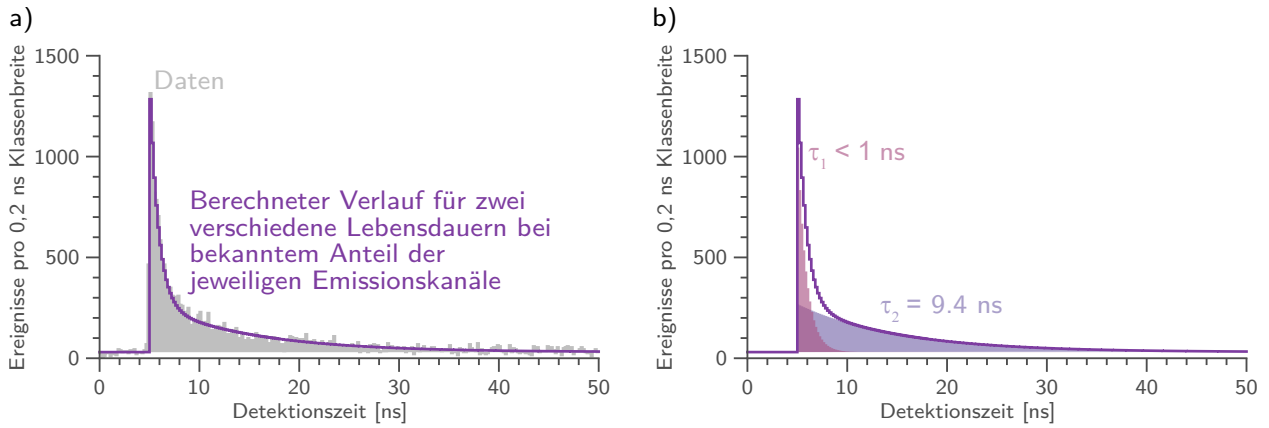 a)
Ereignisse pro 0,2 ns Klassenbreite
1500
1000
500
0
Daten
Berechneter Verlauf für zwei
verschiedene Lebensdauern bei
bekanntem Anteil der
jeweiligen Emissionskanäle
0 10 20 30 40 50
Detektionszeit [ns]
b)
Ereignisse pro 0,2 ns Klassenbreite
1500
1000
500
0
τ₁ < 1 ns
τ₂ = 9.4 ns
0 10 20 30 40 50
Detektionszeit [ns]